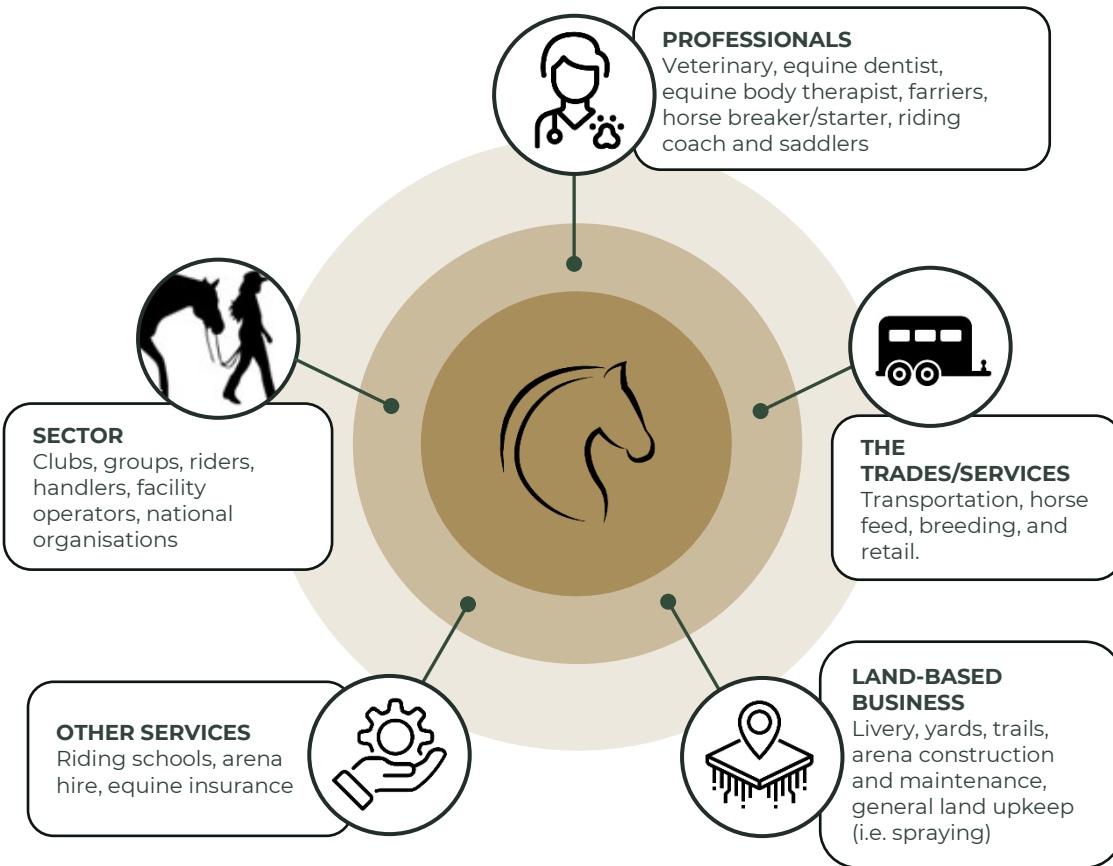 PROFESSIONALS
Veterinary, equine dentist,
equine body therapist, farriers,
horse breaker/starter, riding
coach and saddlers
SECTOR
Clubs, groups, riders,
handlers, facility
operators, national
organisations
THE
TRADES/SERVICES
Transportation, horse
feed, breeding, and
retail.
OTHER SERVICES
Riding schools, arena
hire, equine insurance
LAND-BASED
BUSINESS
Livery, yards, trails,
arena construction
and maintenance,
general land upkeep
(i.e. spraying)